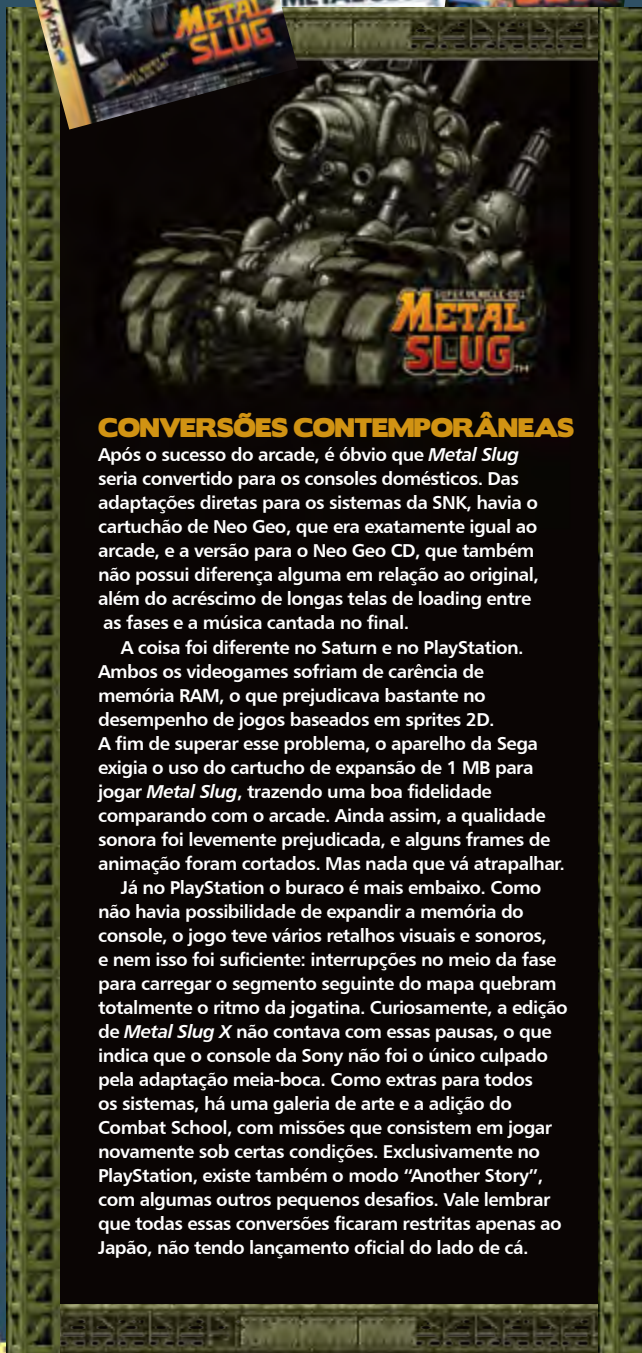 METAL
SLUG
SUPER VEHICLE-001
METAL
SLUG™
CONVERSÕES CONTEMPORÂNEAS
Após o sucesso do arcade, é óbvio que Metal Slug
seria convertido para os consoles domésticos. Das
adaptações diretas para os sistemas da SNK, havia o
cartuchão de Neo Geo, que era exatamente igual ao
arcade, e a versão para o Neo Geo CD, que também
não possui diferença alguma em relação ao original,
além do acréscimo de longas telas de loading entre
as fases e a música cantada no final.
A coisa foi diferente no Saturn e no PlayStation.
Ambos os videogames sofriam de carência de
memória RAM, o que prejudicava bastante no
desempenho de jogos baseados em sprites 2D.
A fim de superar esse problema, o aparelho da Sega
exigia o uso do cartucho de expansão de 1 MB para
jogar Metal Slug, trazendo uma boa fidelidade
comparando com o arcade. Ainda assim, a qualidade
sonora foi levemente prejudicada, e alguns frames de
animação foram cortados. Mas nada que vá atrapalhar.
Já no PlayStation o buraco é mais embaixo. Como
não havia possibilidade de expandir a memória do
console, o jogo teve vários retalhos visuais e sonoros,
e nem isso foi suficiente: interrupções no meio da fase
para carregar o segmento seguinte do mapa quebram
totalmente o ritmo da jogatina. Curiosamente, a edição
de Metal Slug X não contava com essas pausas, o que
indica que o console da Sony não foi o único culpado
pela adaptação meia-boca. Como extras para todos
os sistemas, há uma galeria de arte e a adição do
Combat School, com missões que consistem em jogar
novamente sob certas condições. Exclusivamente no
PlayStation, existe também o modo “Another Story”,
com algumas outros pequenos desafios. Vale lembrar
que todas essas conversões ficaram restritas apenas ao
Japão, não tendo lançamento oficial do lado de cá.